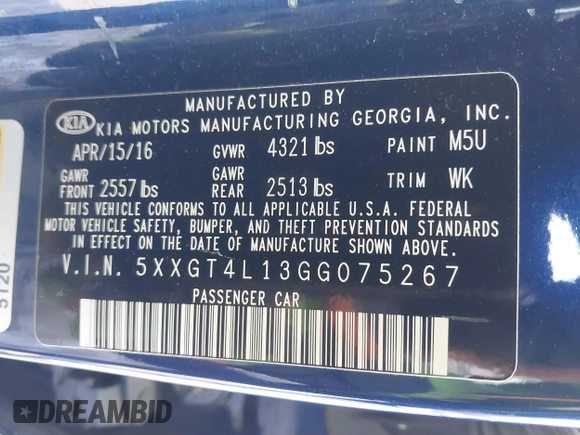 MANUFACTURED BY
KIA KIA MOTORS MANUFACTURING GEORGIA, INC.
APR/15/16 GVWR 4321 lbs PAINT M5U
GAWR FRONT 2557 lbs GAWR REAR 2513 lbs TRIM WK
THIS VEHICLE CONFORMS TO ALL APPLICABLE U.S.A. FEDERAL
MOTOR VEHICLE SAFETY, BUMPER, AND THEFT PREVENTION STANDARDS
IN EFFECT ON THE DATE OF MANUFACTURE SHOWN ABOVE.
V.I.N. 5XXGT4L13GG075267
PASSENGER CAR
5120
DREAMBID